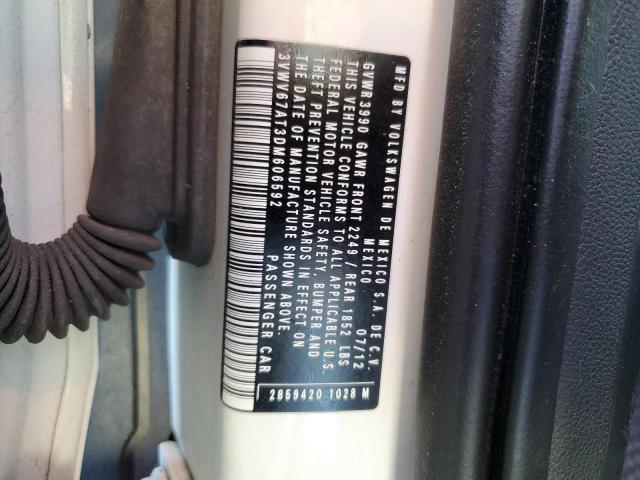 MFD BY VOLKSWAGEN DE MEXICO S.A. DE C.V.
MEXICO 07/12
GVWR 3990 GAWR FRONT 2249 / REAR 1852 LBS
THIS VEHICLE CONFORMS TO ALL APPLICABLE U.S.
FEDERAL MOTOR VEHICLE SAFETY, BUMPER AND
THEFT PREVENTION STANDARDS IN EFFECT ON
THE DATE OF MANUFACTURE SHOWN ABOVE
3VWV67AT3DM606592 PASSENGER CAR
2859420 1028 M